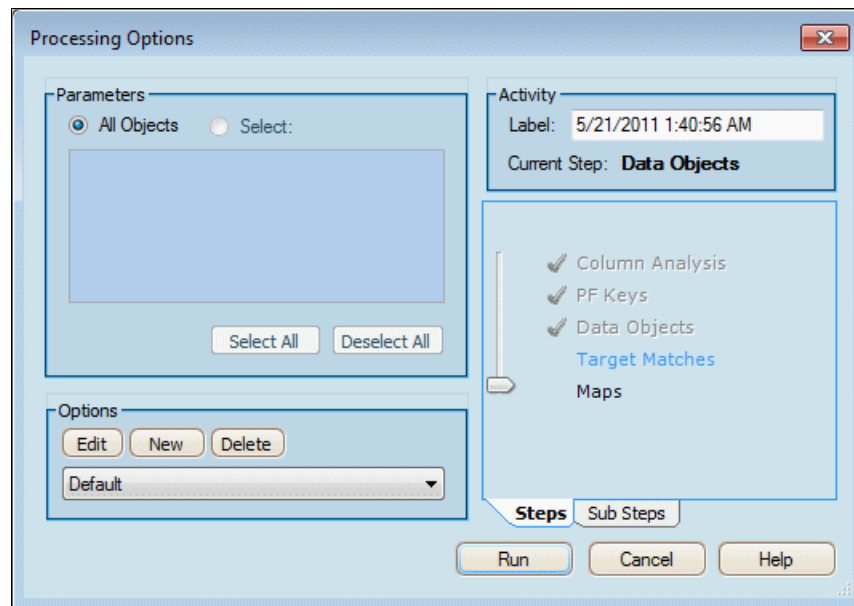 Processing Options
Parameters
All Objects Select:
Select All Deselect All
Options
Edit New Delete
Default
Activity
Label: 5/21/2011 1:40:56 AM
Current Step: Data Objects
Column Analysis
PF Keys
Data Objects
Target Matches
Maps
Steps Sub Steps
Run Cancel Help